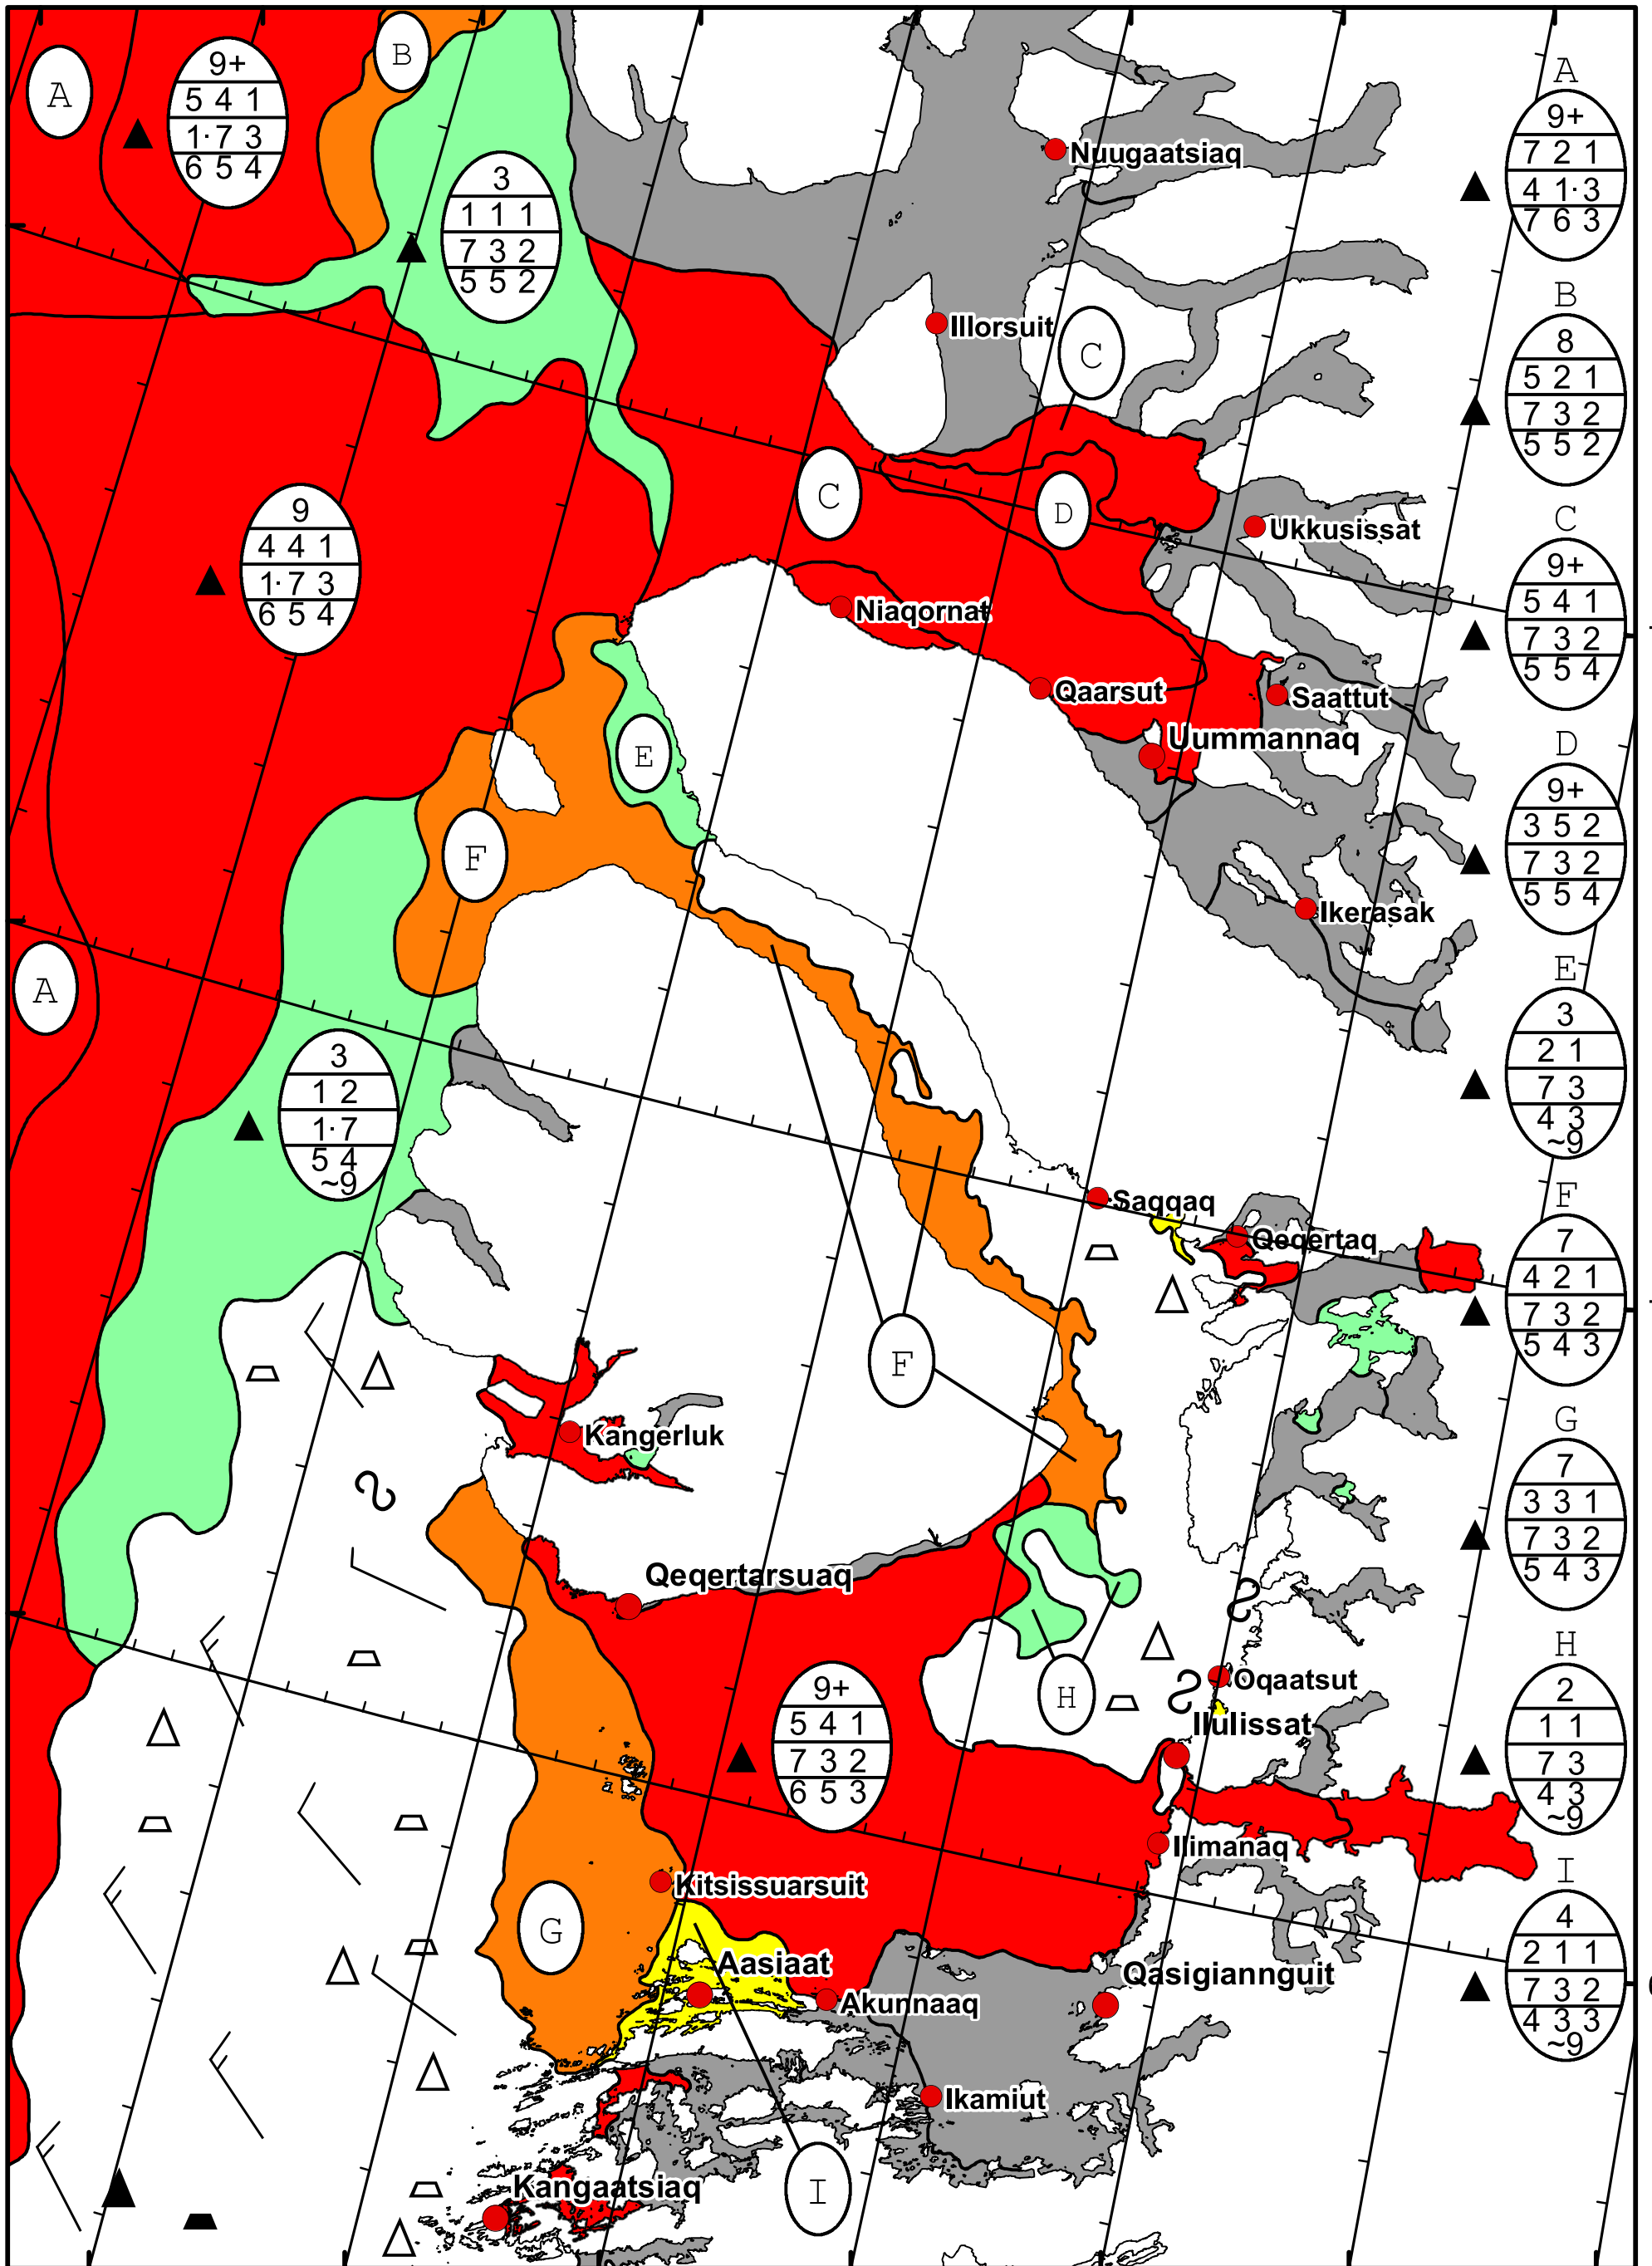 A
B
9+
5 4 1
1· 7 3
6 5 4
3
1 1 1
7 3 2
5 5 2
Nuugaatsiaq
A
9+
7 2 1
4 1· 3
7 6 3
Illorsuit
C
B
8
5 2 1
7 3 2
5 5 2
9
4 4 1
1· 7 3
6 5 4
C
D
Ukkusissat
Niaqornat
C
9+
5 4 1
7 3 2
5 5 4
Qaarsut
Saattut
Uummannaq
E
F
D
9+
3 5 2
7 3 2
5 5 4
Ikerasak
A
3
1 2
1· 7
5 4
~9
E
3
2 1
7 3
4 3
~9
Saqqaq
Qeqertaq
F
F
7
4 2 1
7 3 2
5 4 3
Kangerluk
Qeqertarsuaq
G
7
3 3 1
7 3 2
5 4 3
H
Oqaatsut
Ilulissat
9+
5 4 1
7 3 2
6 5 3
H
2
1 1
7 3
4 3
~9
Ilimanaq
Kitsissuarsuit
G
Aasiaat
Akunnaaq
Qasigiannguit
I
4
2 1 1
7 3 2
4 3 3
~9
Ikamiut
Kangaatsiaq
I